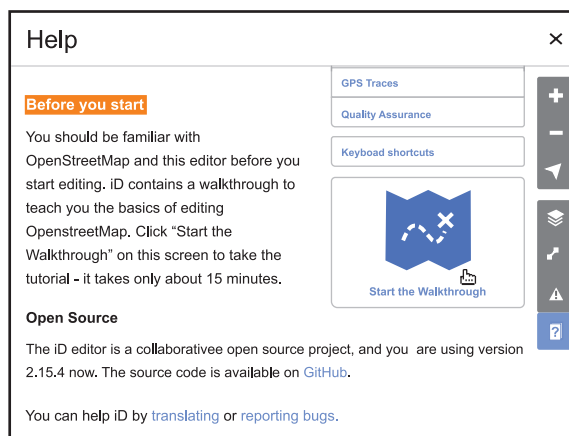 Help
GPS Traces
Quality Assurance
Keyboad shortcuts
Start the Walkthrough
Before you start
You should be familiar with
OpenStreetMap and this editor before you
start editing. iD contains a walkthrough to
teach you the basics of editing
OpenstreetMap. Click “Start the
Walkthrough” on this screen to take the
tutorial - it takes only about 15 minutes.
Open Source
The iD editor is a collaborativee open source project, and you are using version
2.15.4 now. The source code is available on GitHub.
You can help iD by translating or reporting bugs.